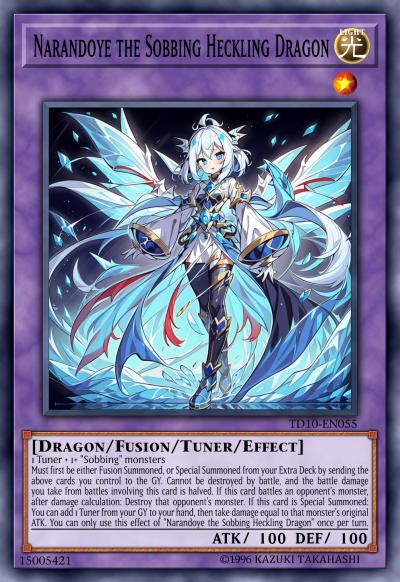 Narandoye the Sobbing Heckling Dragon
LIGHT
光
TD10-EN055
[Dragon/Fusion/Tuner/Effect]
1 Tuner + 1+ "Sobbing" monsters
Must first be either Fusion Summoned, or Special Summoned from your Extra Deck by sending
the above cards you control to the GY. Cannot be destroyed by battle, and the battle damage
you take from battles involving this card is halved. If this card battles an opponent's monster,
after damage calculation: Destroy that opponent's monster. If this card is Special Summoned:
You can add 1 Tuner from your GY to your hand, then take damage equal to that monster's original
ATK. You can only use this effect of "Narandoye the Sobbing Heckling Dragon" once per turn.
ATK/ 100 DEF/ 100
15005421
©1996 KAZUKI TAKAHASHI